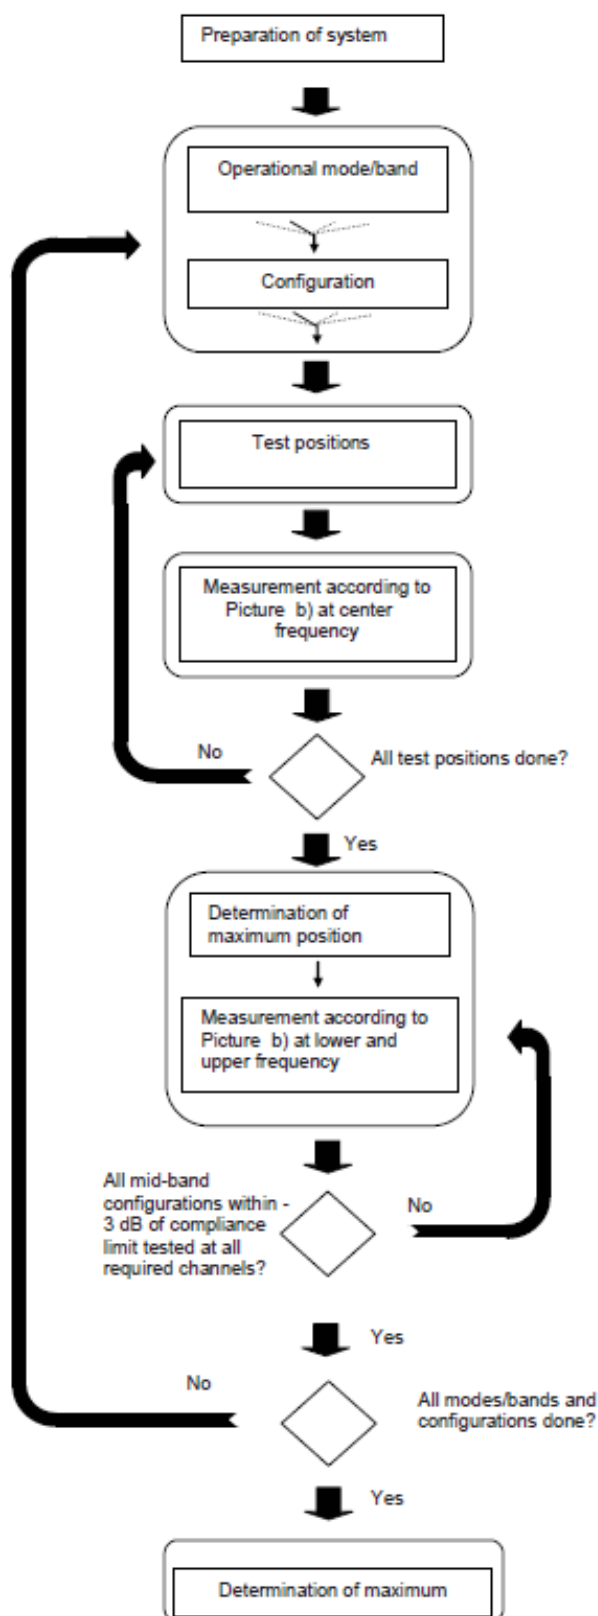 Preparation of system
Operational mode/band
Configuration
Test positions
Measurement according to
Picture b) at center
frequency
No
All test positions done?
Yes
Determination of
maximum position
Measurement according to
Picture b) at lower and
upper frequency
All mid-band
configurations within -
3 dB of compliance
limit tested at all
required channels?
No
Yes
No
All modes/bands and
configurations done?
Yes
Determination of maximum